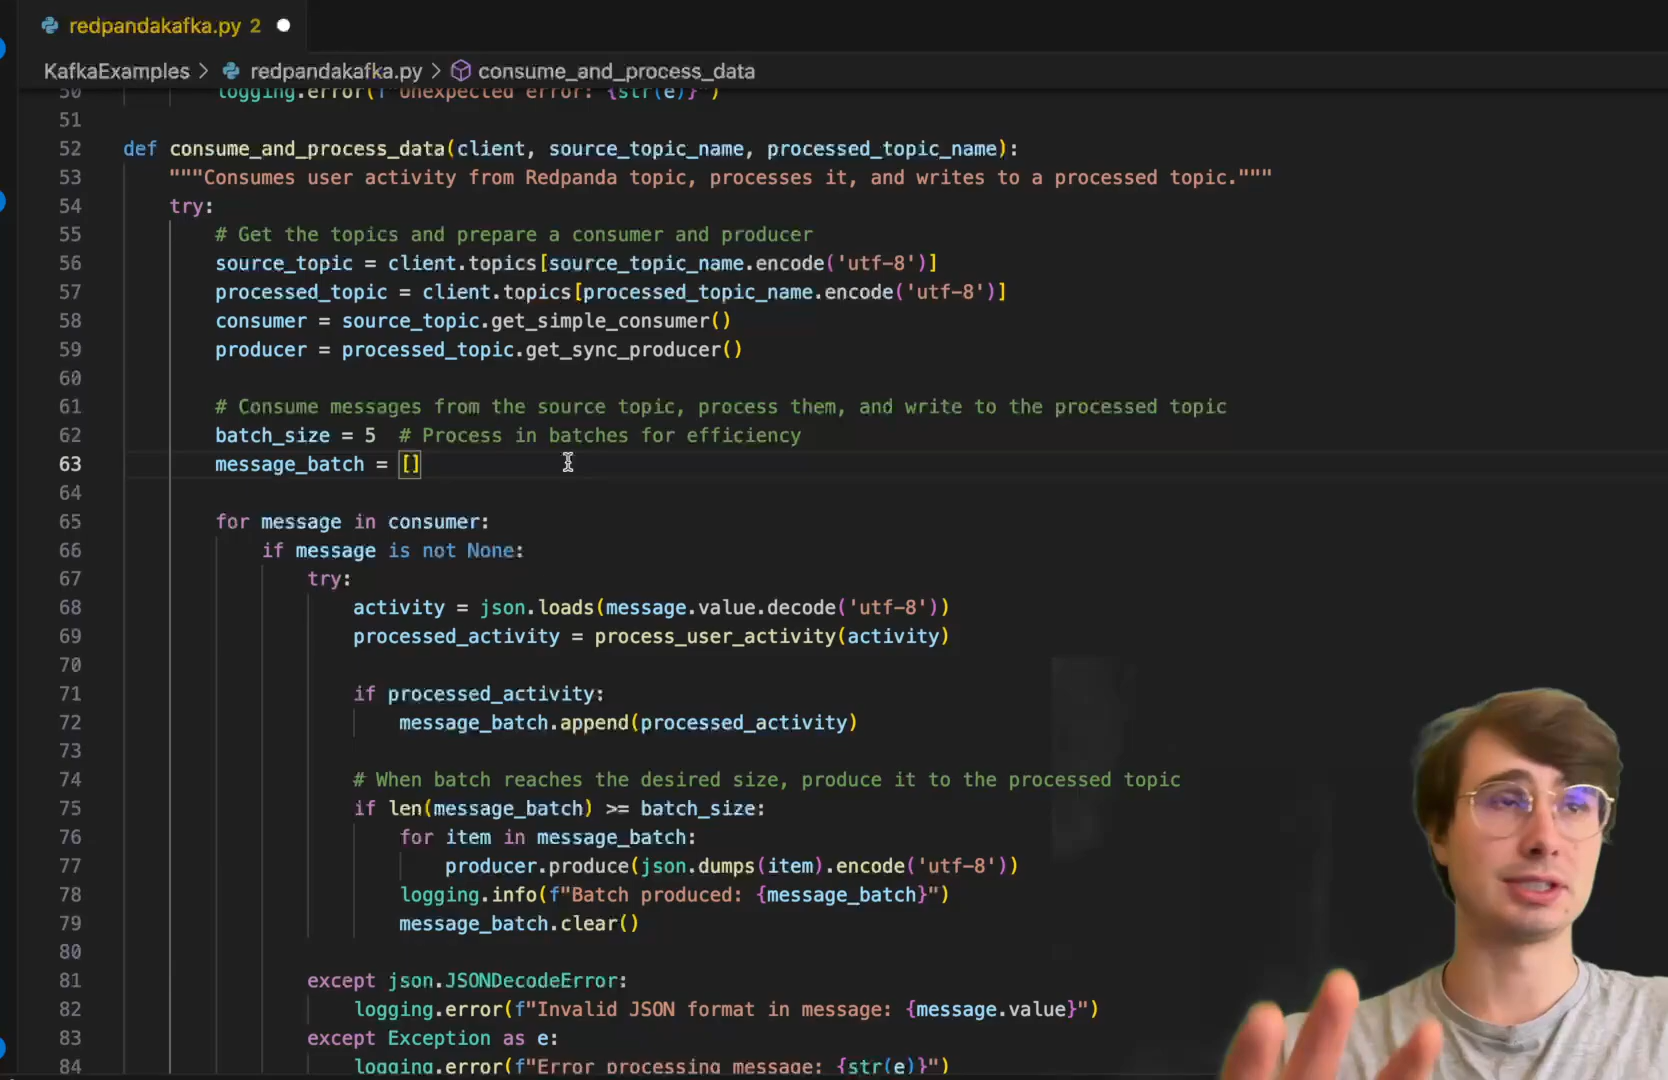 redpandakafka.py 2
KafkaExamples > redpandakafka.py > consume_and_process_data
50 logging.error(f"Unexpected error: {str(e)}")
51
52 def consume_and_process_data(client, source_topic_name, processed_topic_name):
53 """Consumes user activity from Redpanda topic, processes it, and writes to a processed topic."""
54 try:
55 # Get the topics and prepare a consumer and producer
56 source_topic = client.topics[source_topic_name.encode('utf-8')]
57 processed_topic = client.topics[processed_topic_name.encode('utf-8')]
58 consumer = source_topic.get_simple_consumer()
59 producer = processed_topic.get_sync_producer()
60
61 # Consume messages from the source topic, process them, and write to the processed topic
62 batch_size = 5 # Process in batches for efficiency
63 message_batch = []
64
65 for message in consumer:
66 if message is not None:
67 try:
68 activity = json.loads(message.value.decode('utf-8'))
69 processed_activity = process_user_activity(activity)
70
71 if processed_activity:
72 message_batch.append(processed_activity)
73
74 # When batch reaches the desired size, produce it to the processed topic
75 if len(message_batch) >= batch_size:
76 for item in message_batch:
77 producer.produce(json.dumps(item).encode('utf-8'))
78 logging.info(f"Batch produced: {message_batch}")
79 message_batch.clear()
80
81 except json.JSONDecodeError:
82 logging.error(f"Invalid JSON format in message: {message.value}")
83 except Exception as e:
84 logging.error(f"Error processing message: {str(e)}")